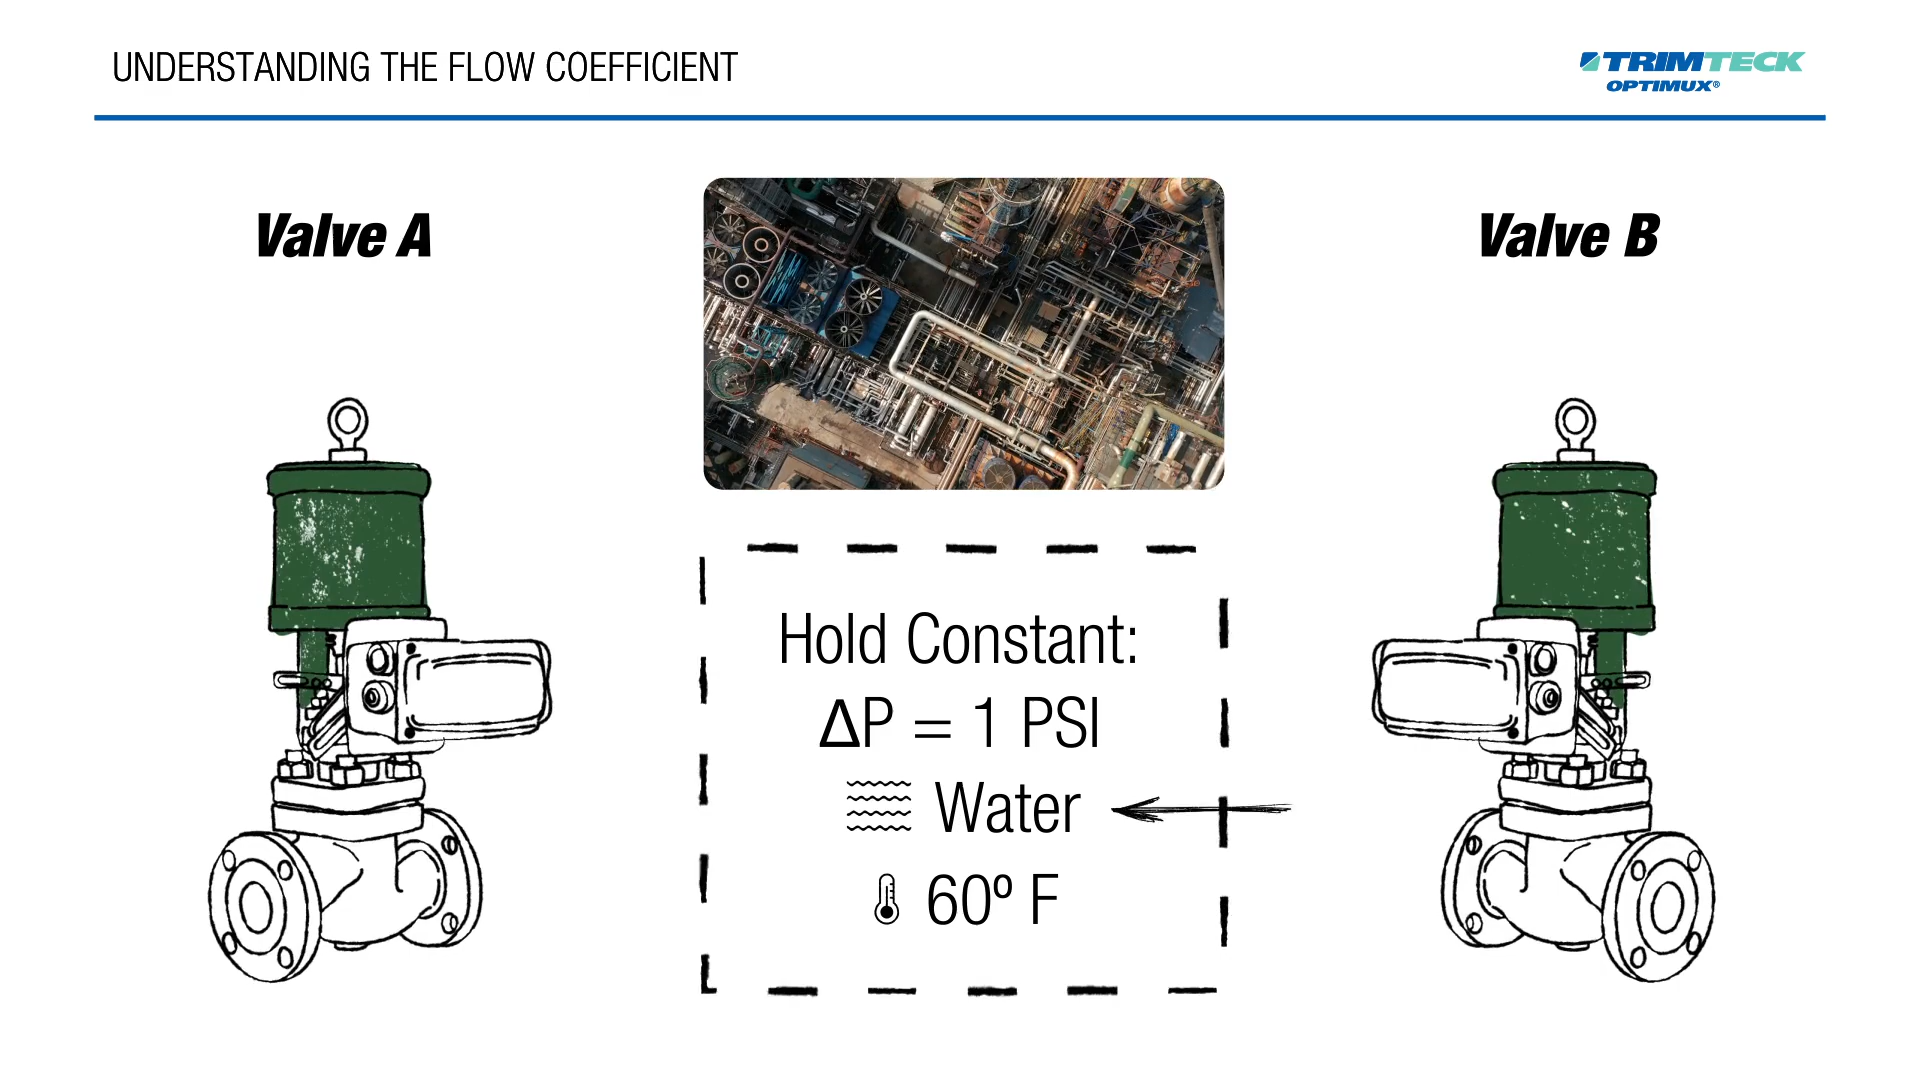 UNDERSTANDING THE FLOW COEFFICIENT
TRIMTECK
OPTIMUX®
Valve A
Valve B
Hold Constant:
ΔP = 1 PSI
Water
60º F